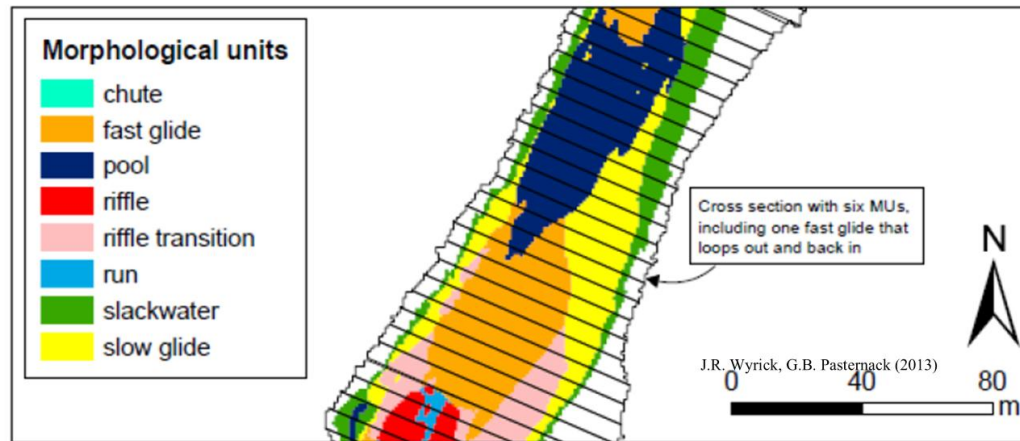 Morphological units
chute
fast glide
pool
riffle
riffle transition
run
slackwater
slow glide
Cross section with six MUs,
including one fast glide that
loops out and back in
N
J.R. Wyrick, G.B. Pasternack (2013)
0 40 80
m